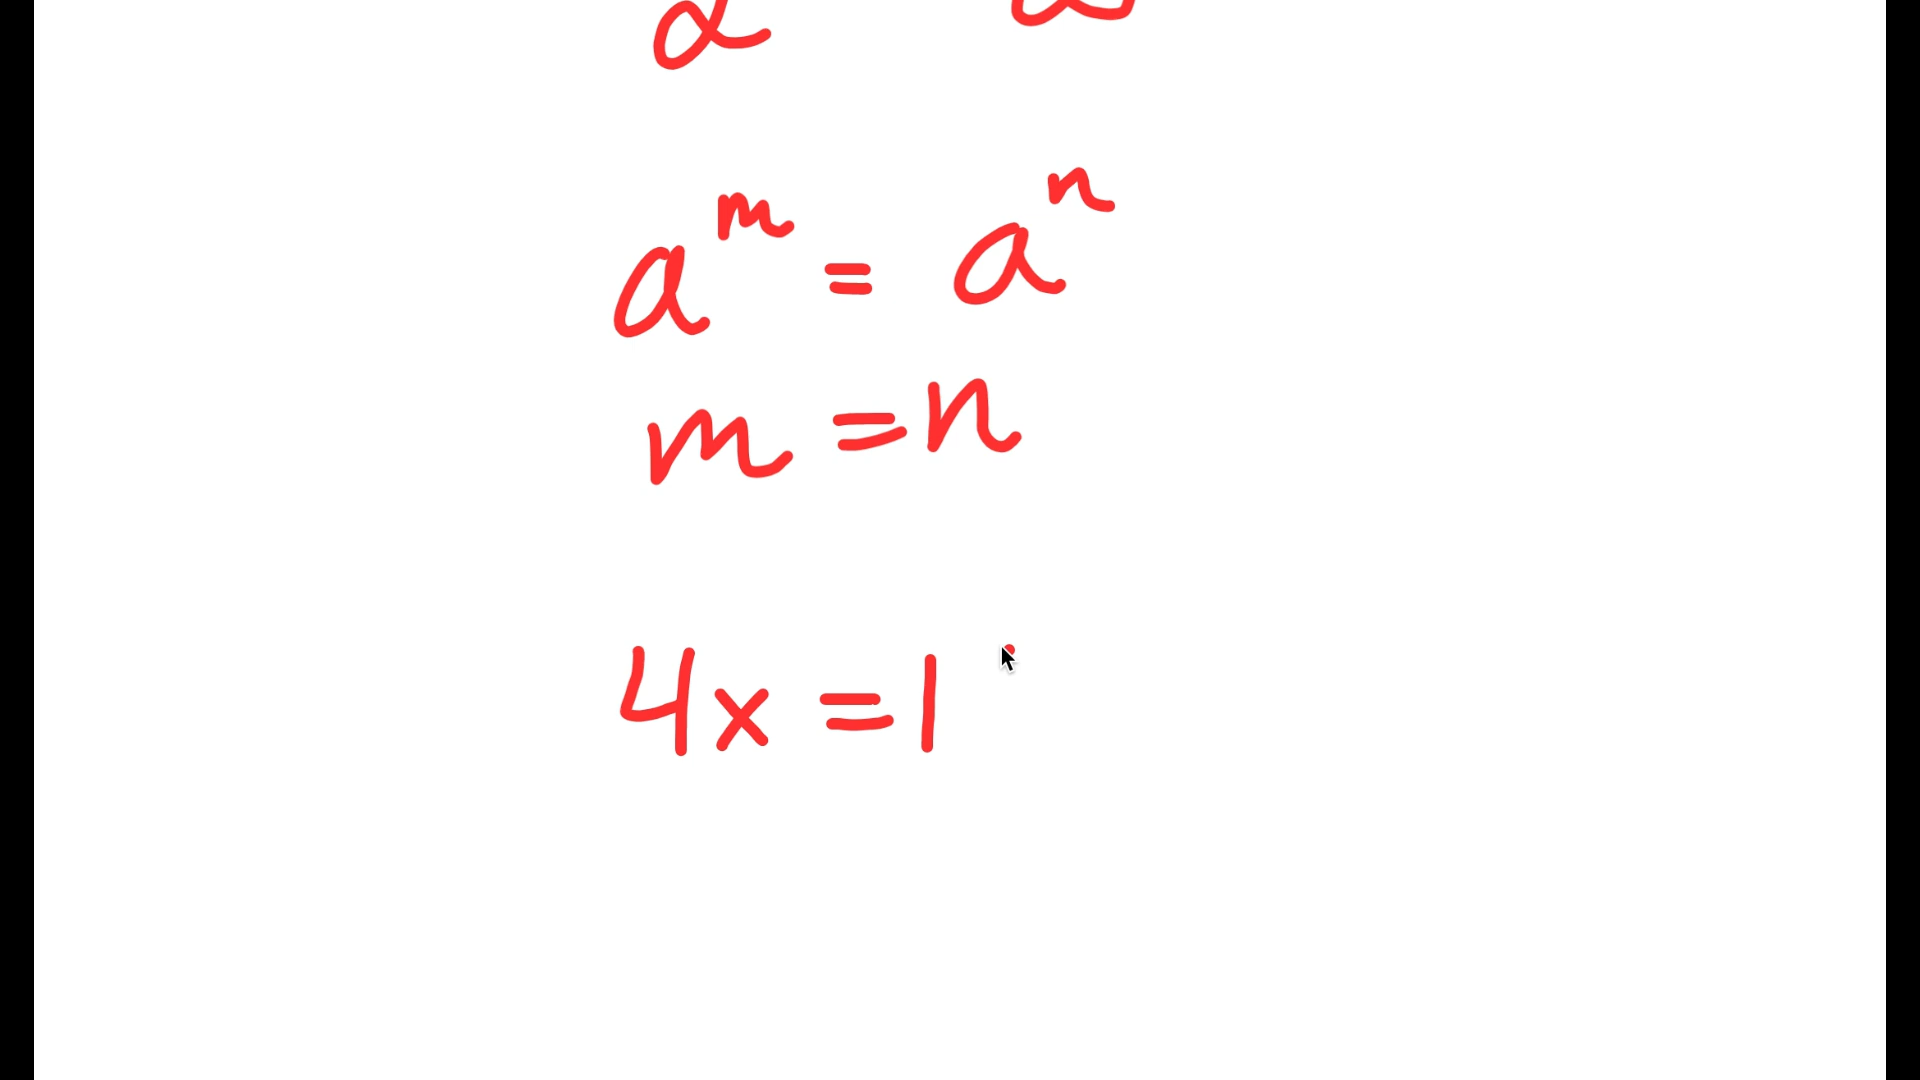 a^m = a^n
m = n
4x = 1